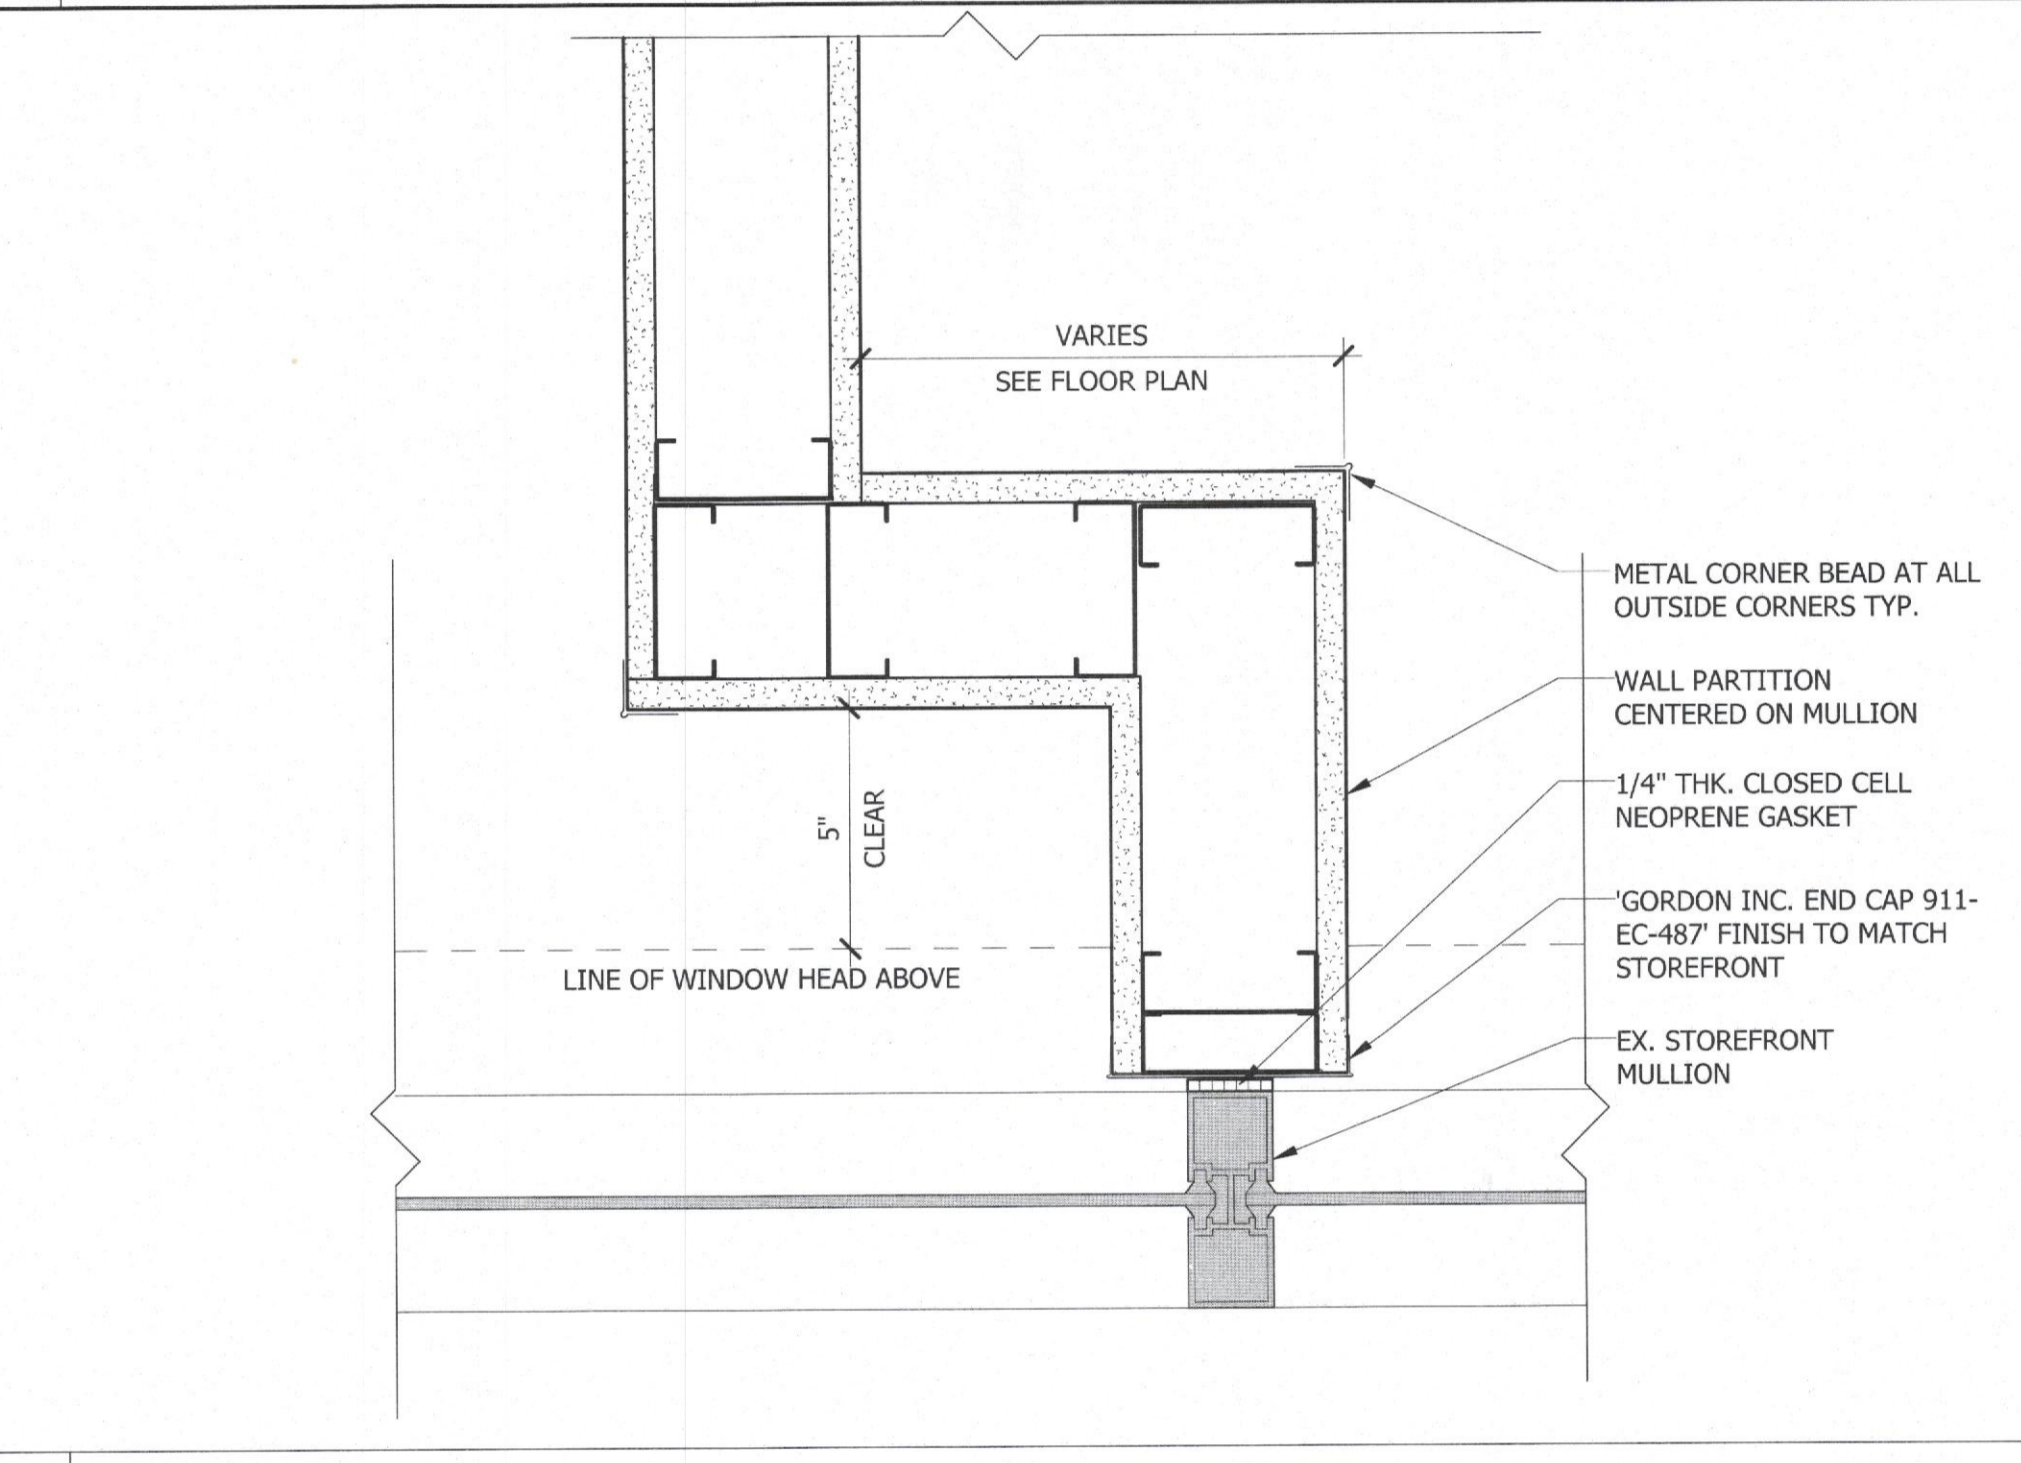 VARIES
SEE FLOOR PLAN
METAL CORNER BEAD AT ALL
OUTSIDE CORNERS TYP.
WALL PARTITION
CENTERED ON MULLION
1/4" THK. CLOSED CELL
NEOPRENE GASKET
5"
CLEAR
'GORDON INC. END CAP 911-
EC-487' FINISH TO MATCH
STOREFRONT
LINE OF WINDOW HEAD ABOVE
EX. STOREFRONT
MULLION